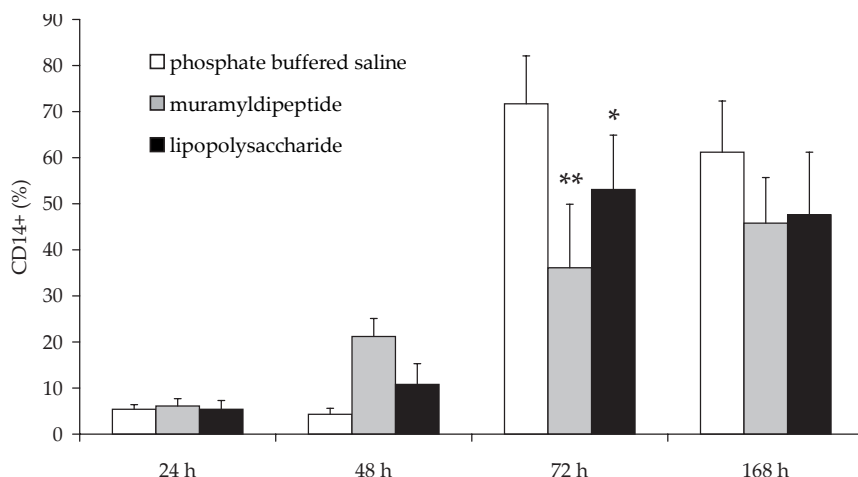 90
80
70
60
50
40
30
20
10
0
CD14+ (%)
phosphate buffered saline
muramyldipeptide
lipopolysaccharide
**
*
24 h
48 h
72 h
168 h